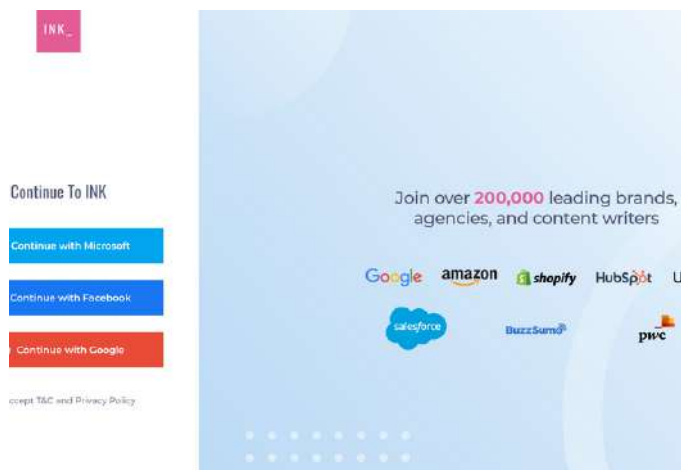 INK_
Continue To INK
Continue with Microsoft
Continue with Facebook
Continue with Google
T&C and Privacy Policy
Join over 200,000 leading brands,
agencies, and content writers
Google amazon shopify HubSpot U
salesforce BuzzSumo pwc